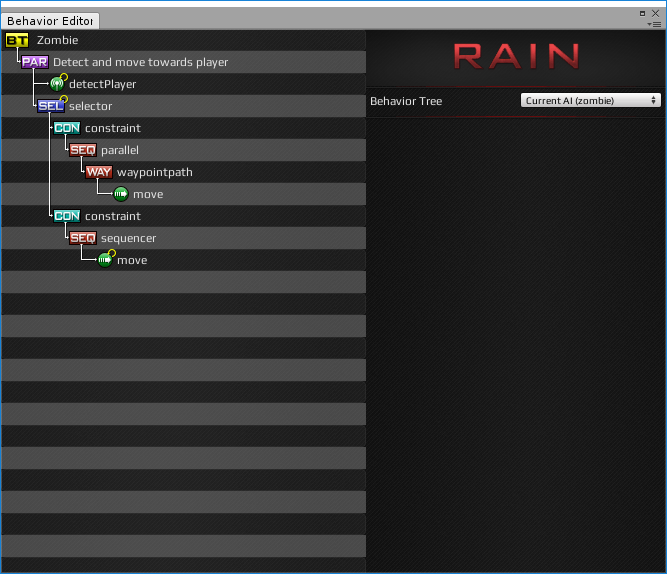 Behavior Editor
BT Zombie
PAR Detect and move towards player
detectPlayer
SEL selector
CON constraint
SEQ parallel
WAY waypointpath
move
CON constraint
SEQ sequencer
move
RAIN
Behavior Tree Current AI (zombie)